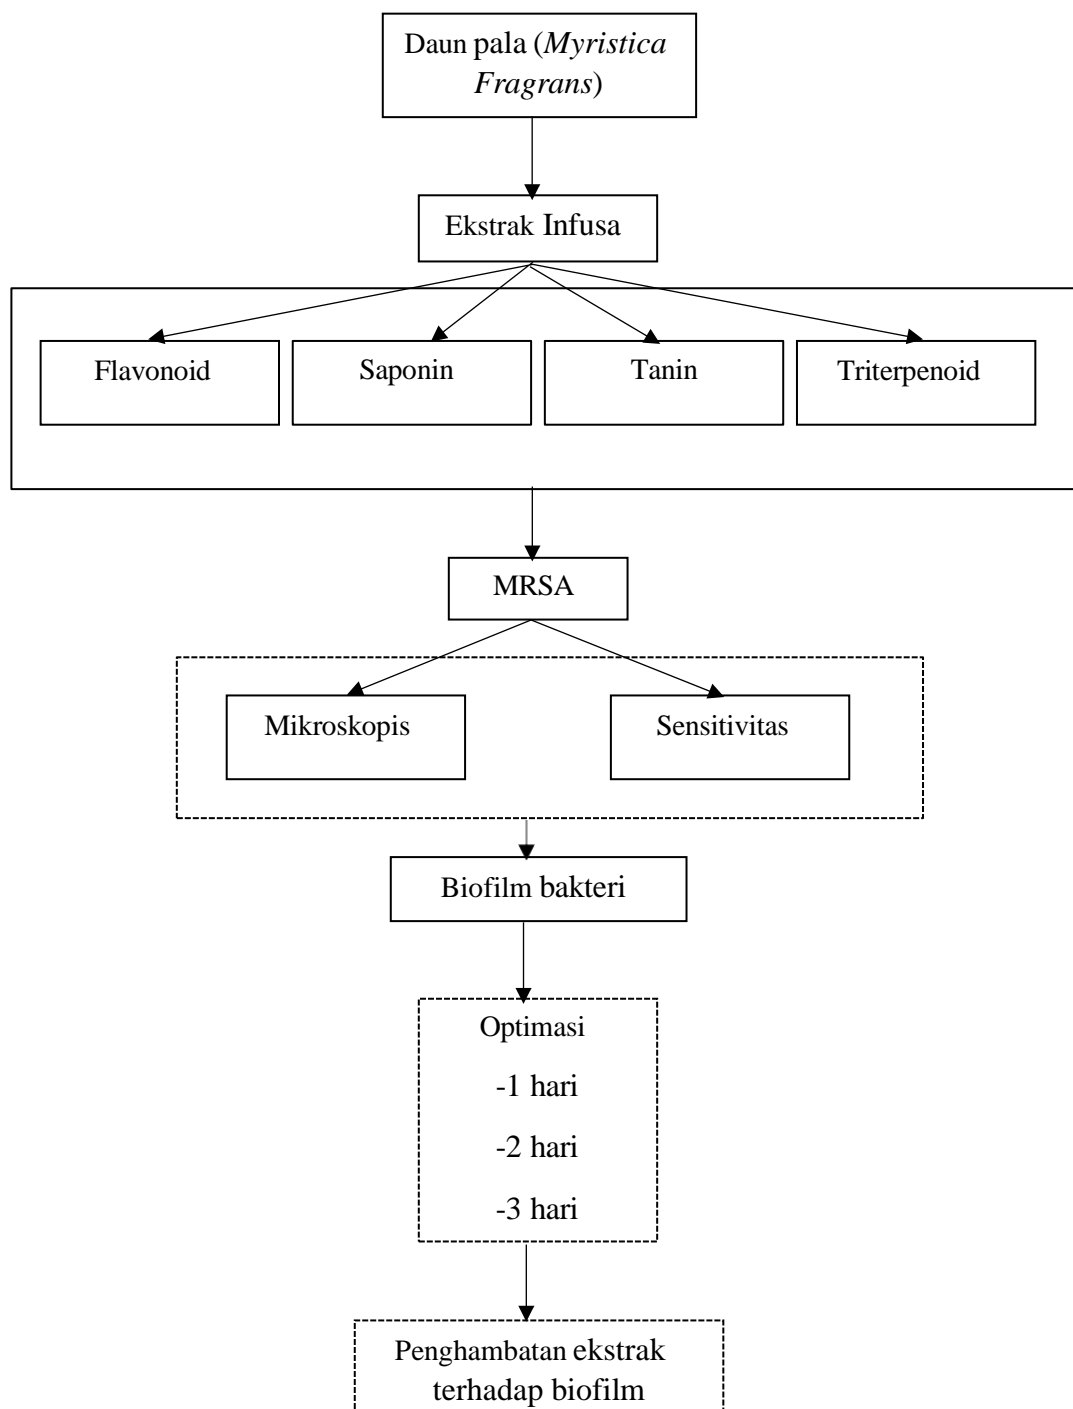 Daun pala (Myristica
Fragrans)
Ekstrak Infusa
Flavonoid
Saponin
Tanin
Triterpenoid
MRSA
Mikroskopis
Sensitivitas
Biofilm bakteri
Optimasi
-1 hari
-2 hari
-3 hari
Penghambatan ekstrak
terhadap biofilm